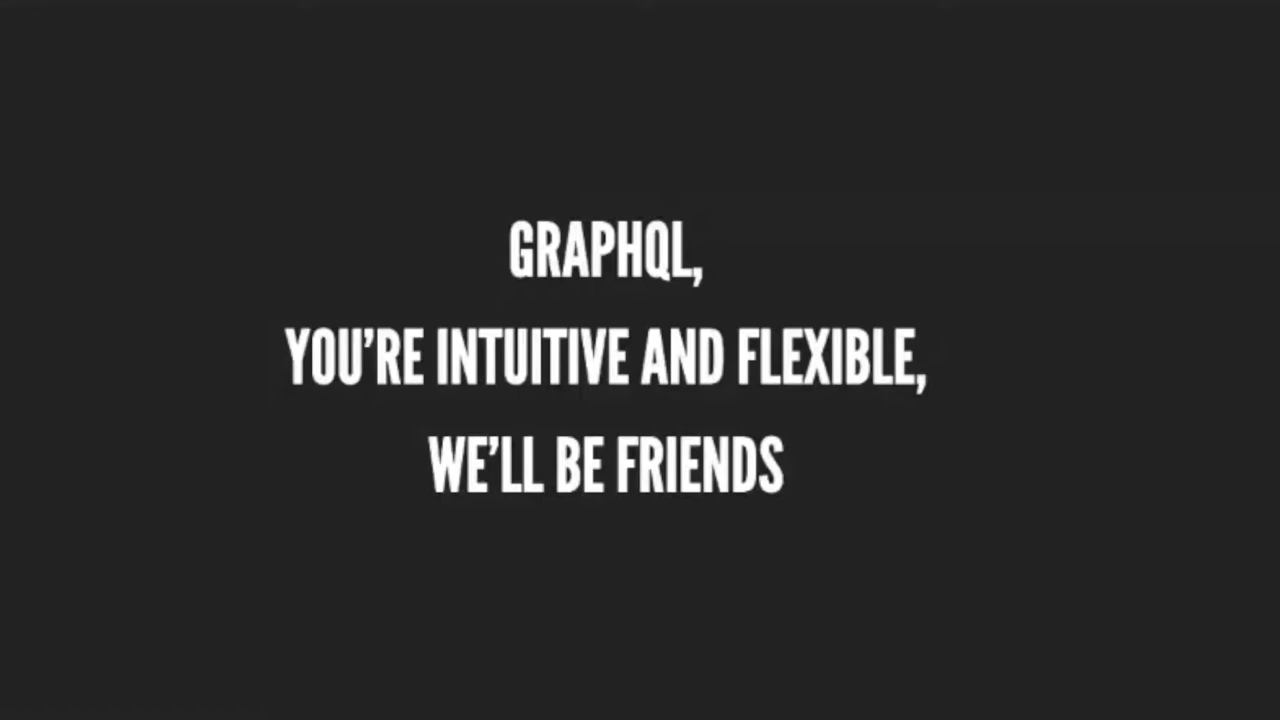 GRAPHQL,
YOU’RE INTUITIVE AND FLEXIBLE,
WE’LL BE FRIENDS